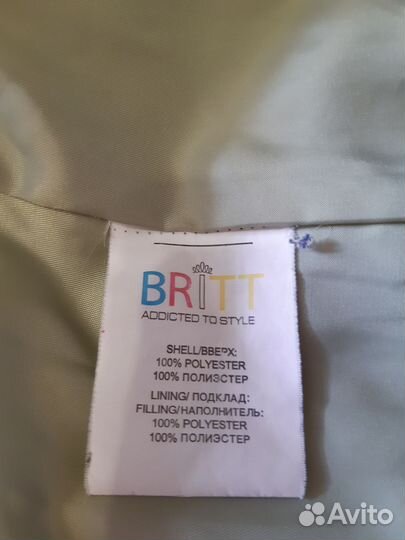 BRITT
ADDICTED TO STYLE
SHELL/ВВЕРХ:
100% POLYESTER
100% ПОЛИЭСТЕР
LINING/ ПОДКЛАД:
FILLING/НАПОЛНИТЕЛЬ:
100% POLYESTER
100% ПОЛИЭСТЕР
Avito